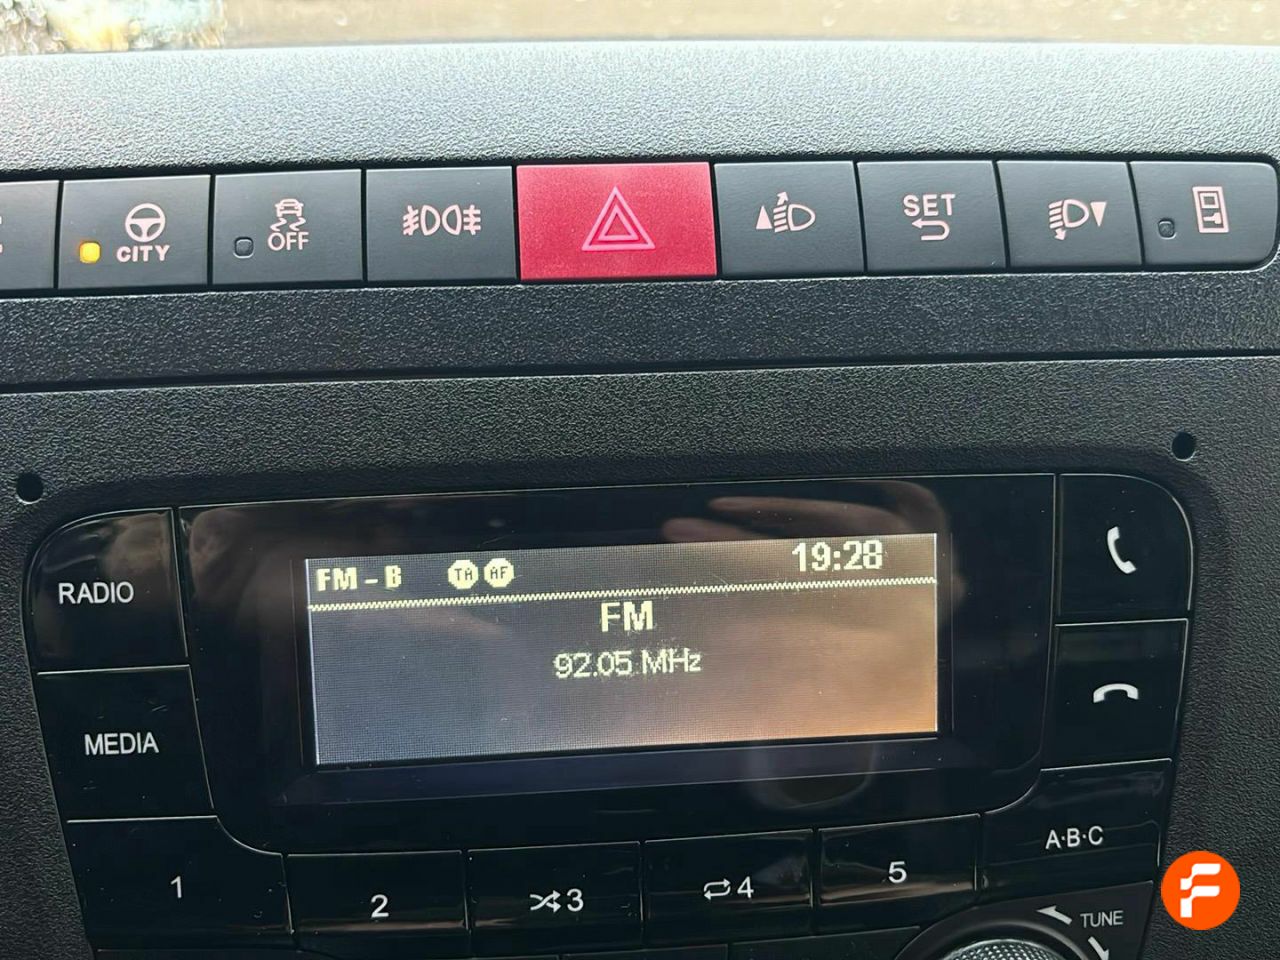 CITY
OFF
SET
RADIO
MEDIA
FM - B TA AF 19:28
FM
92.05 MHz
1
2
3
4
5
A·B·C
TUNE